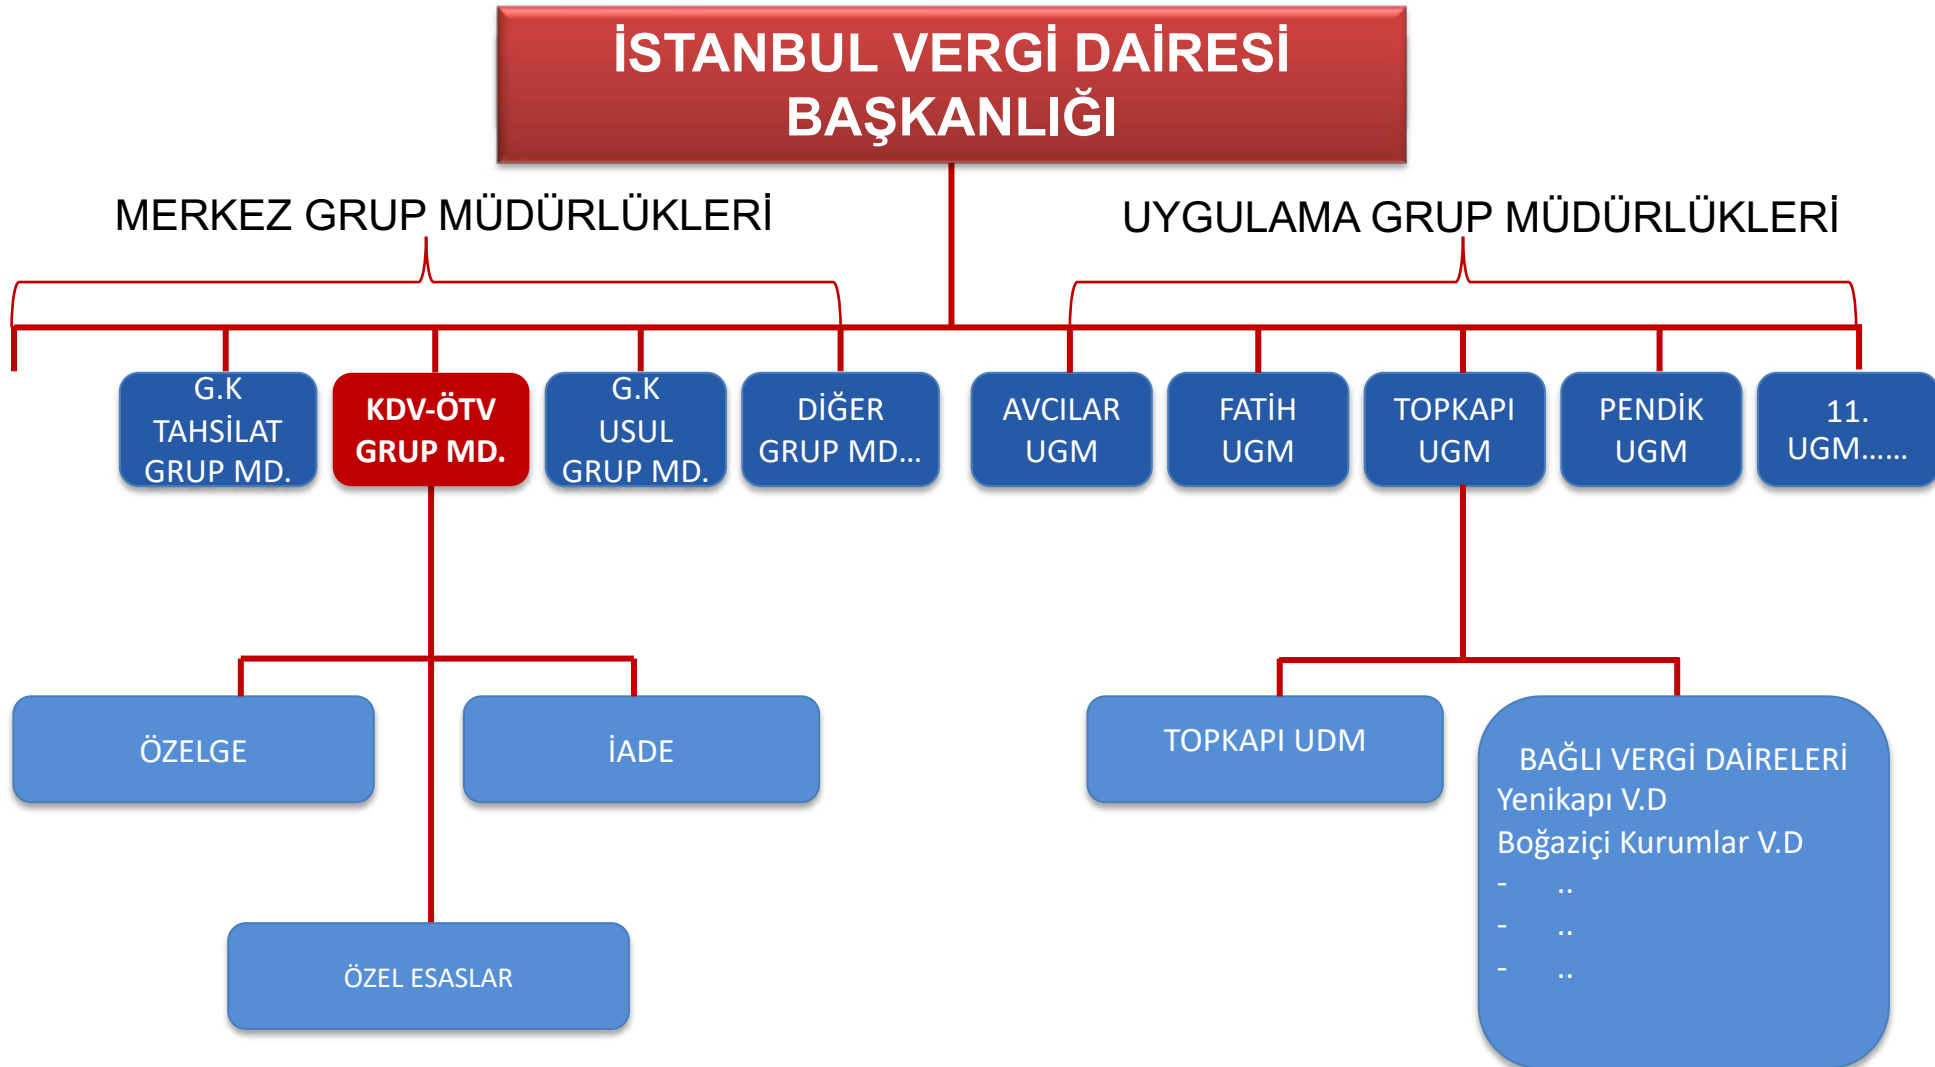 İSTANBUL VERGİ DAİRESİ
BAŞKANLIĞI
MERKEZ GRUP MÜDÜRLÜKLERİ
UYGULAMA GRUP MÜDÜRLÜKLERİ
G.K
TAHSİLAT
GRUP MD.
KDV-ÖTV
GRUP MD.
G.K
USUL
GRUP MD.
DİĞER
GRUP MD...
AVCILAR
UGM
FATİH
UGM
TOPKAPI
UGM
PENDİK
UGM
11.
UGM......
ÖZELGE
İADE
TOPKAPI UDM
BAĞLI VERGİ DAİRELERİ
Yenikapı V.D
Boğaziçi Kurumlar V.D
- ..
- ..
- ..
ÖZEL ESASLAR